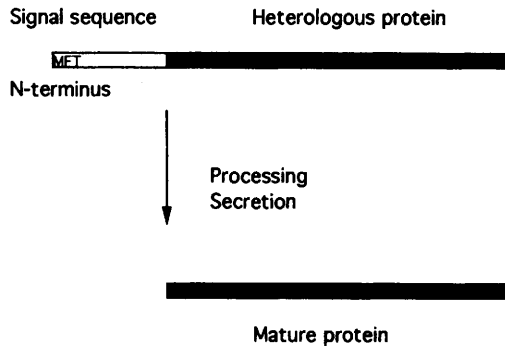 Signal sequence
Heterologous protein
MET
N-terminus
Processing
Secretion
Mature protein